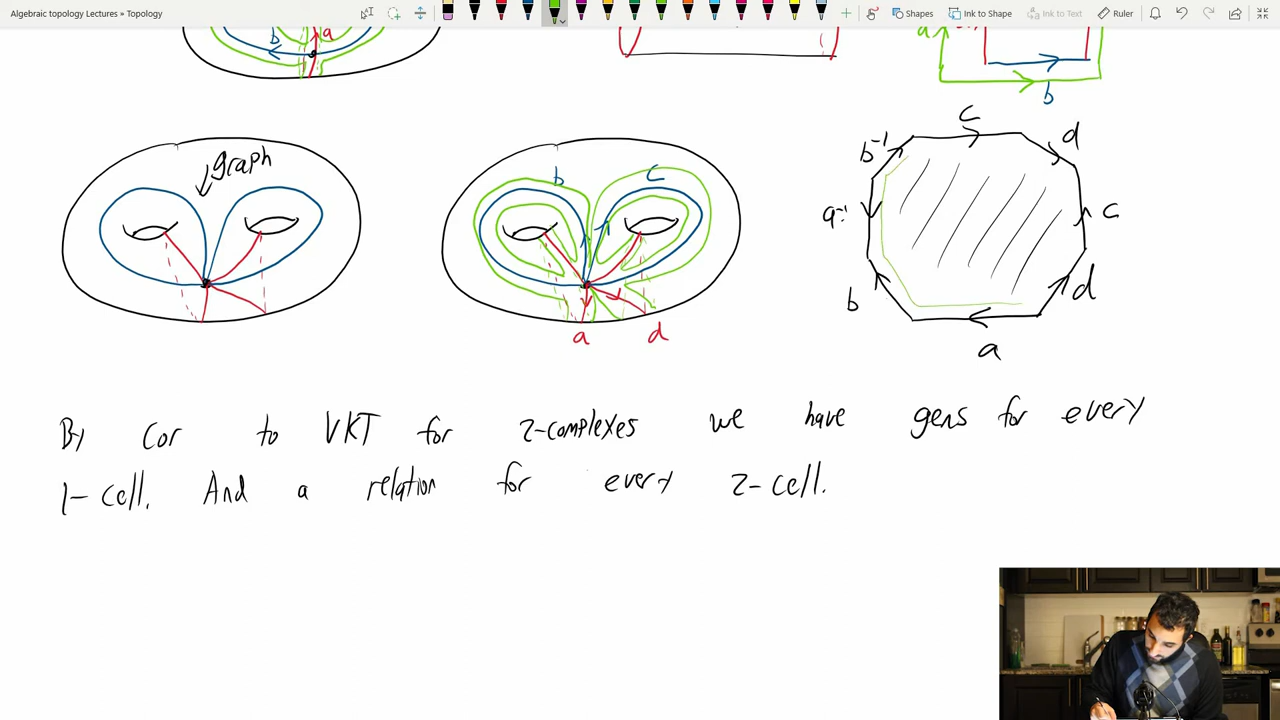 Algebraic topology Lectures » Topology
Shapes Ink to Shape Ink to Text Ruler
b a
a
b
graph
b c
a d
c
b⁻¹ d
a⁻¹ c
b d
a
By Cor to VKT for 2-complexes we have gens for every
1-cell. And a relation for every 2-cell.